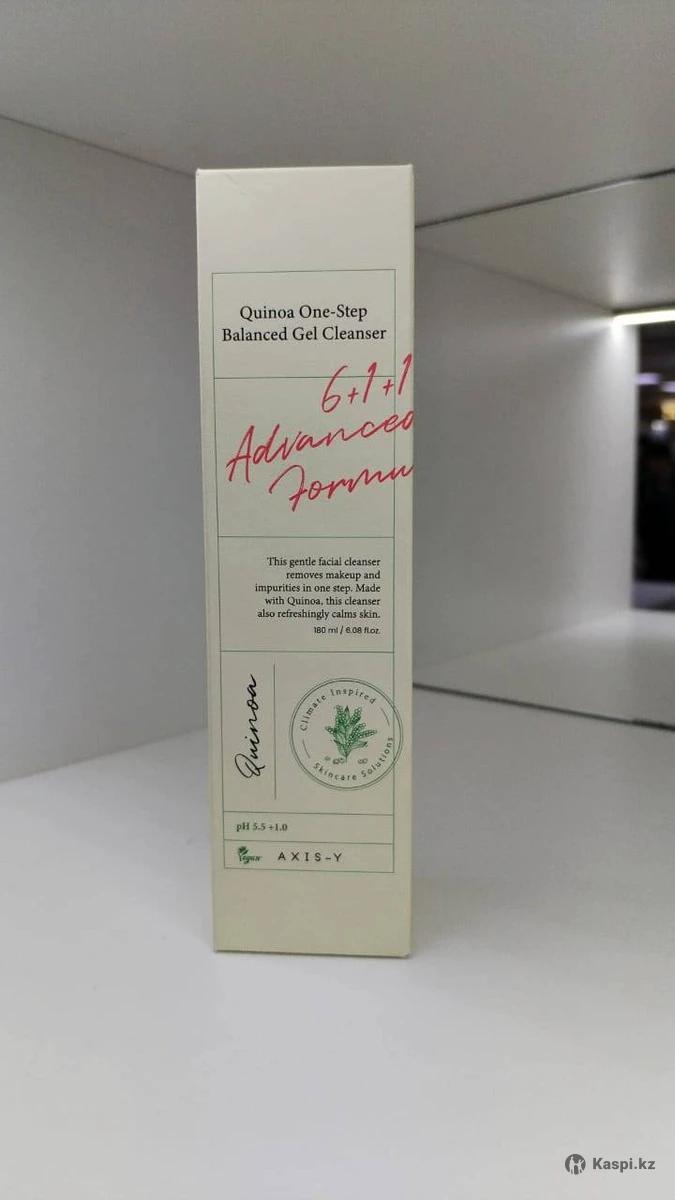 Quinoa One-Step
Balanced Gel Cleanser
6+1+1
Advanced
Formu
This gentle facial cleanser
removes makeup and
impurities in one step. Made
with Quinoa, this cleanser
also refreshingly calms skin.
180 ml / 6.08 fl.oz.
Quinoa
Climate Inspired
Skincare Solutions
pH 5.5 ±1.0
Vegan
AXIS-Y
Kaspi.kz